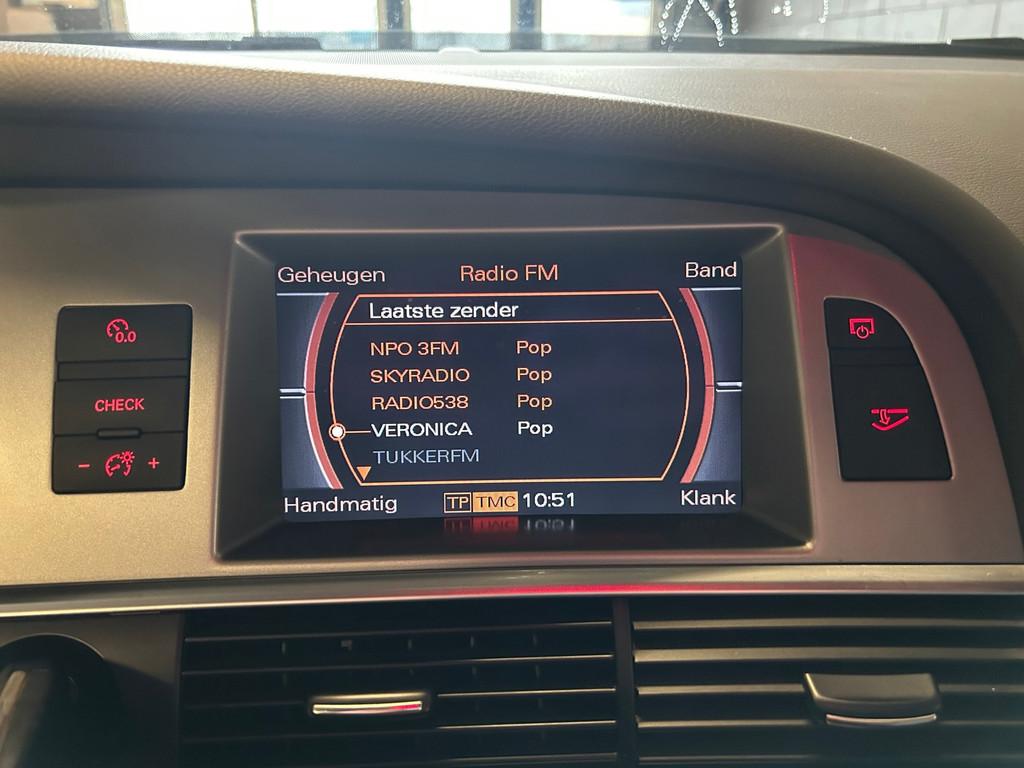 Geheugen Radio FM Band
Laatste zender
NPO 3FM Pop
SKYRADIO Pop
RADIO538 Pop
VERONICA Pop
TUKKERFM
Handmatig TP TMC 10:51 Klank
0.0
CHECK
- +